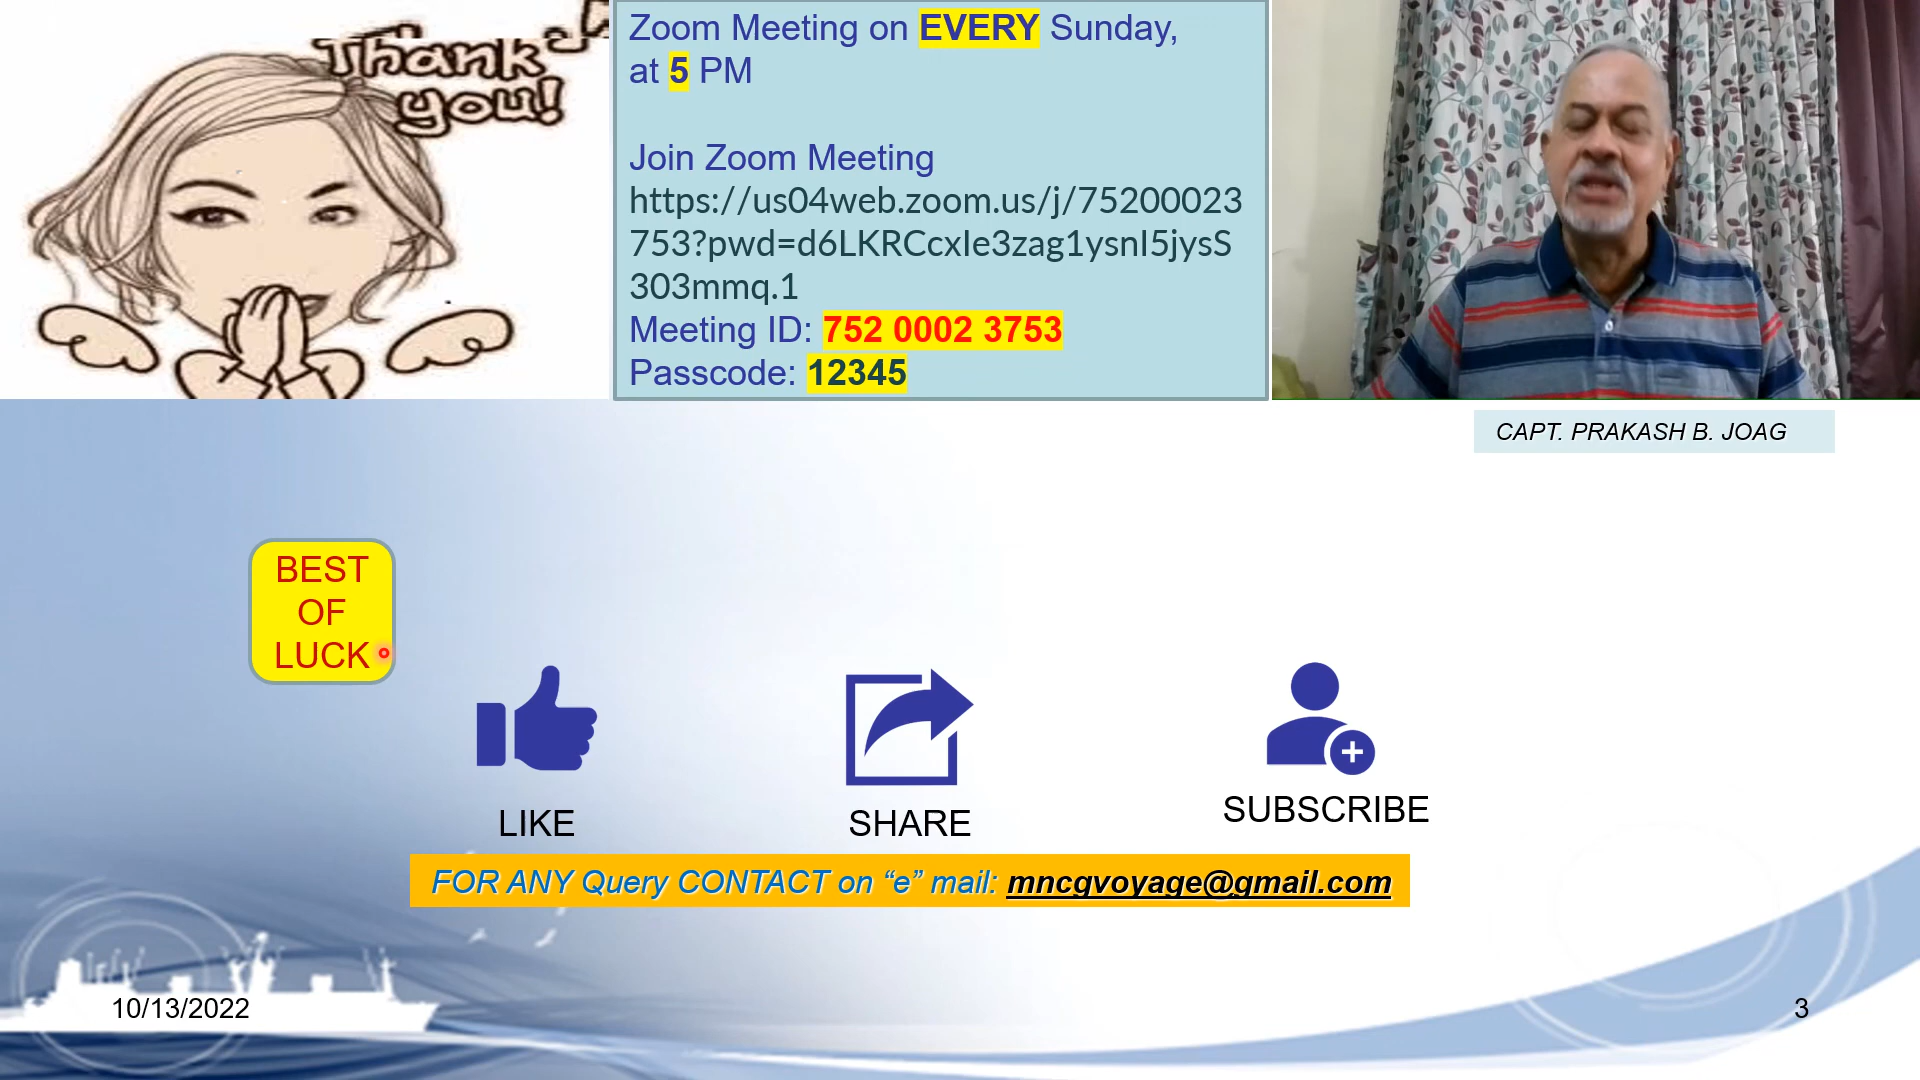 Thank
you!
Zoom Meeting on EVERY Sunday,
at 5 PM
Join Zoom Meeting
https://us04web.zoom.us/j/75200023
753?pwd=d6LKRCcxIe3zag1ysnI5jysS
303mmq.1
Meeting ID: 752 0002 3753
Passcode: 12345
CAPT. PRAKASH B. JOAG
BEST
OF
LUCK
LIKE
SHARE
SUBSCRIBE
FOR ANY Query CONTACT on “e” mail: mncgvoyage@gmail.com
10/13/2022
3